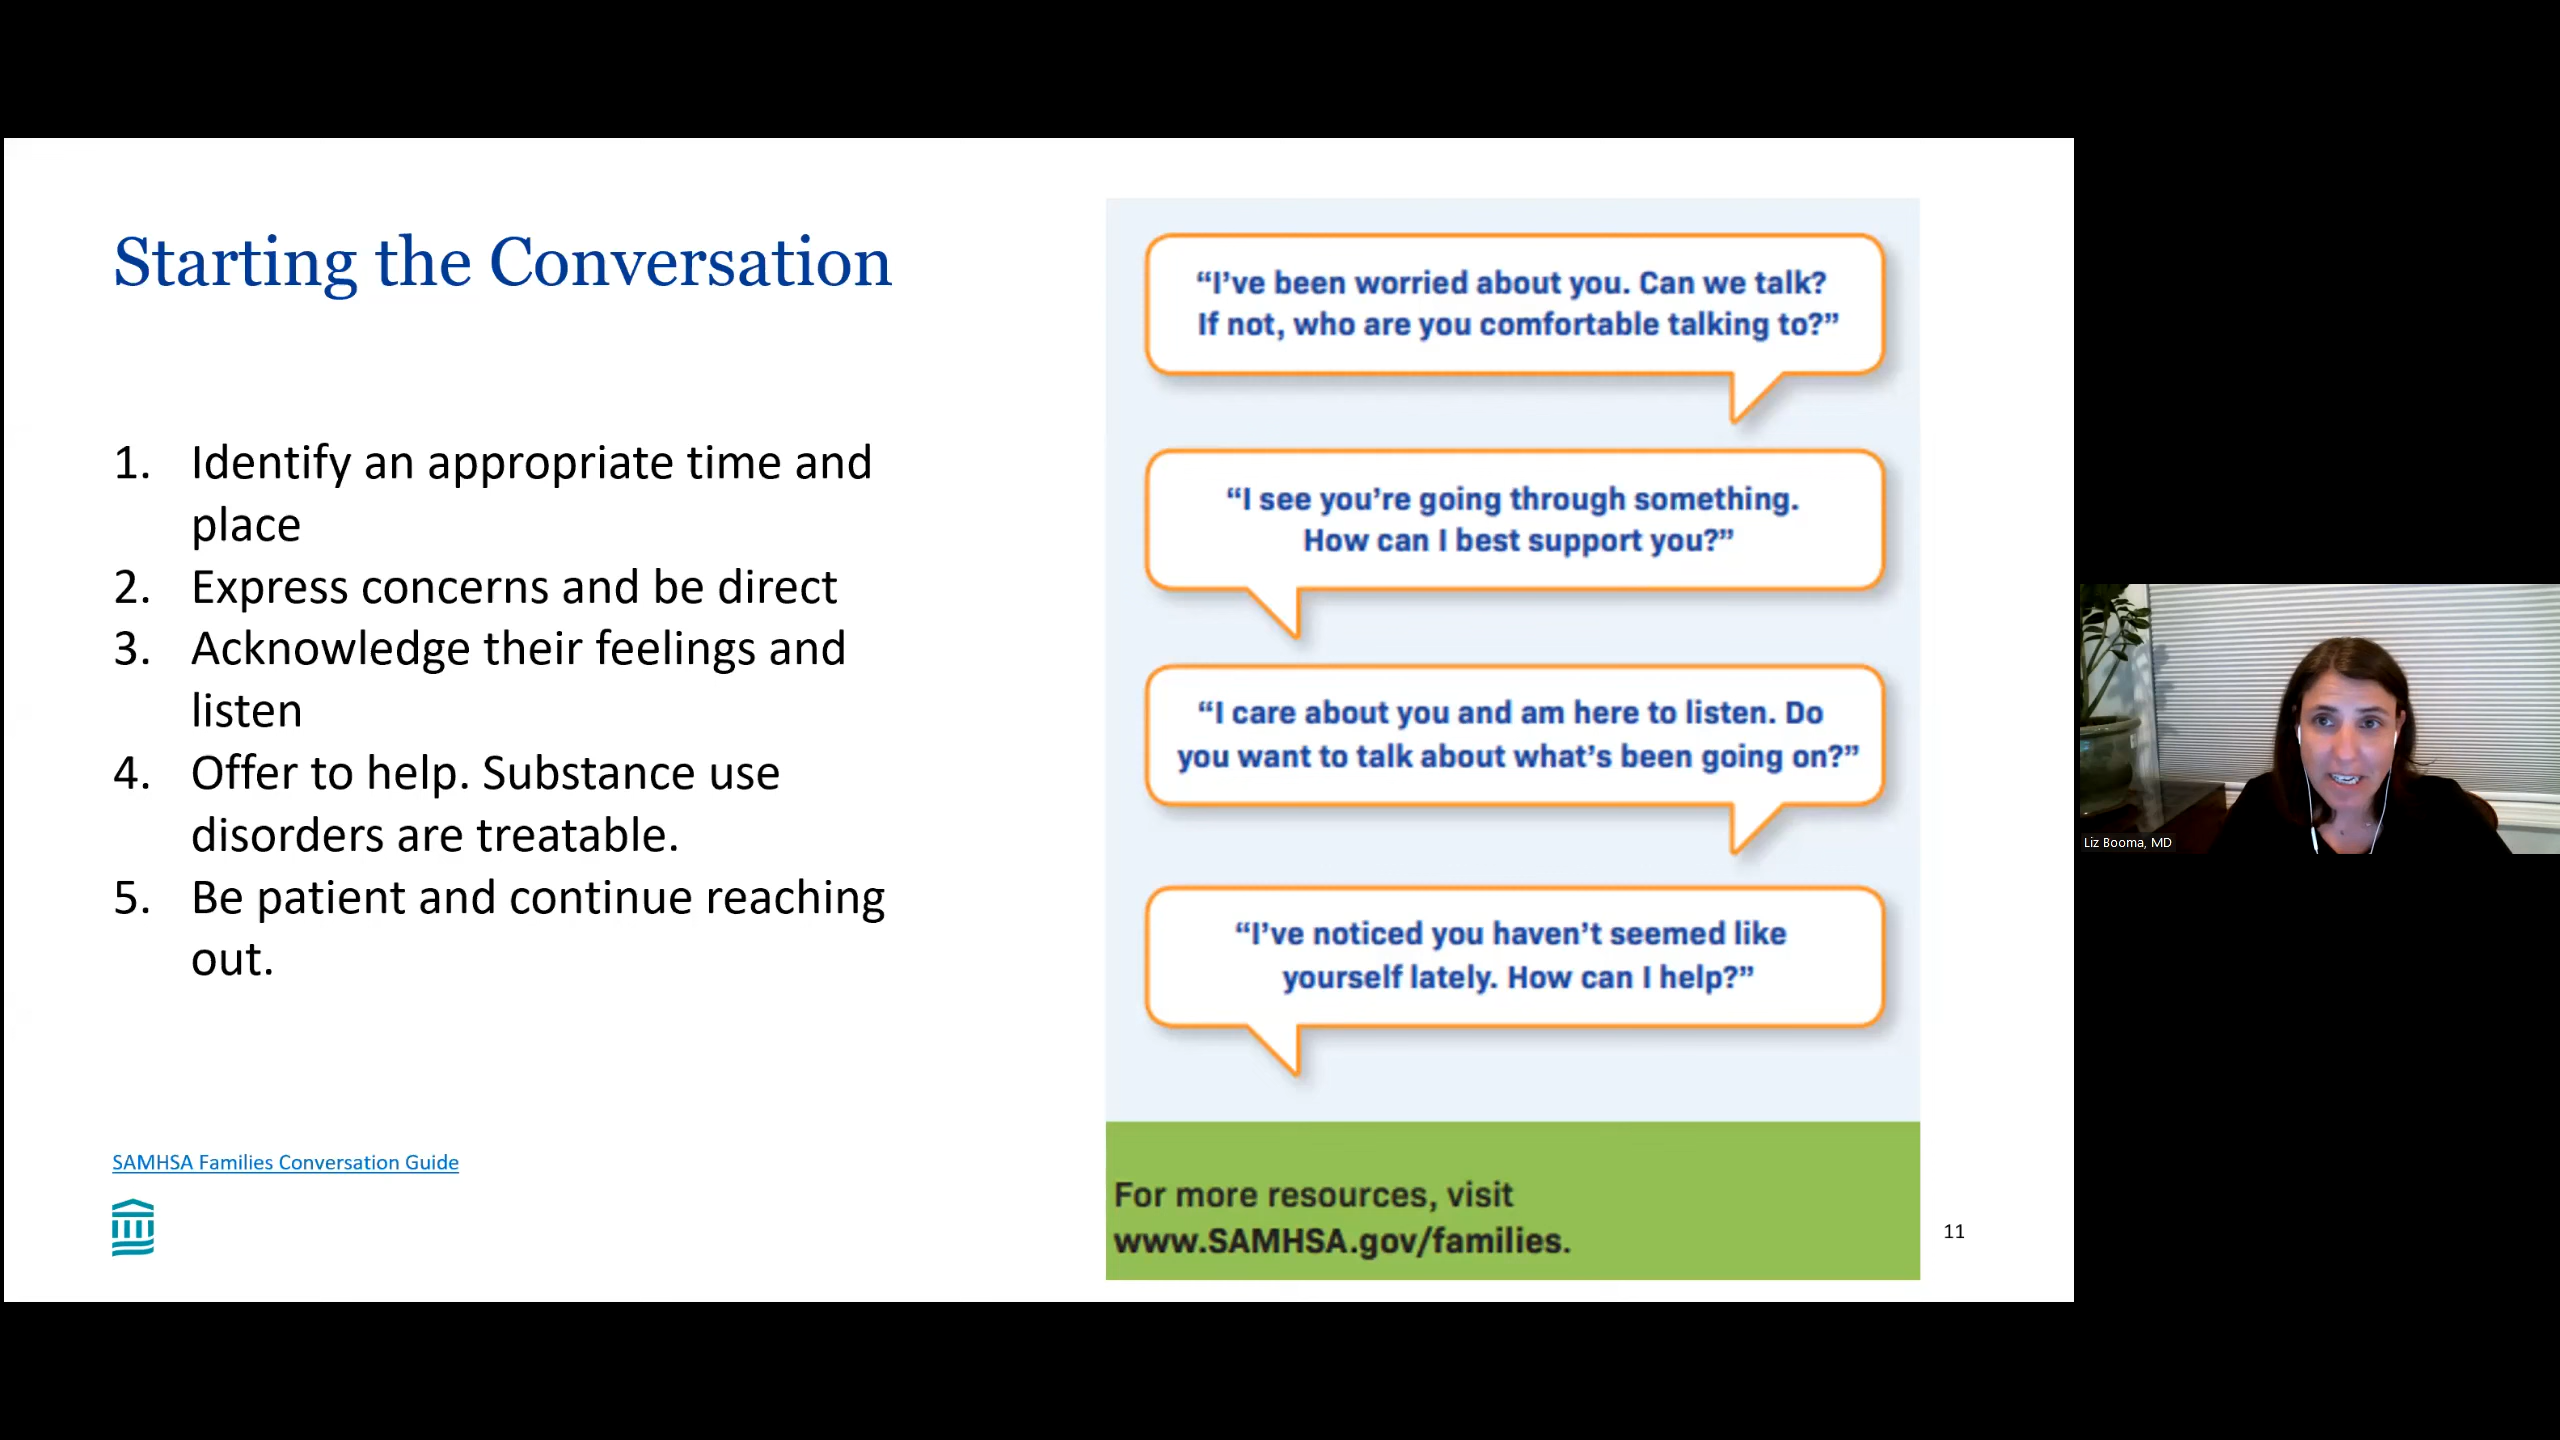 Starting the Conversation
1. Identify an appropriate time and
place
2. Express concerns and be direct
3. Acknowledge their feelings and
listen
4. Offer to help. Substance use
disorders are treatable.
5. Be patient and continue reaching
out.
SAMHSA Families Conversation Guide
“I’ve been worried about you. Can we talk?
If not, who are you comfortable talking to?”
“I see you’re going through something.
How can I best support you?”
“I care about you and am here to listen. Do
you want to talk about what’s been going on?”
“I’ve noticed you haven’t seemed like
yourself lately. How can I help?”
For more resources, visit
www.SAMHSA.gov/families.
11
Liz Booma, MD